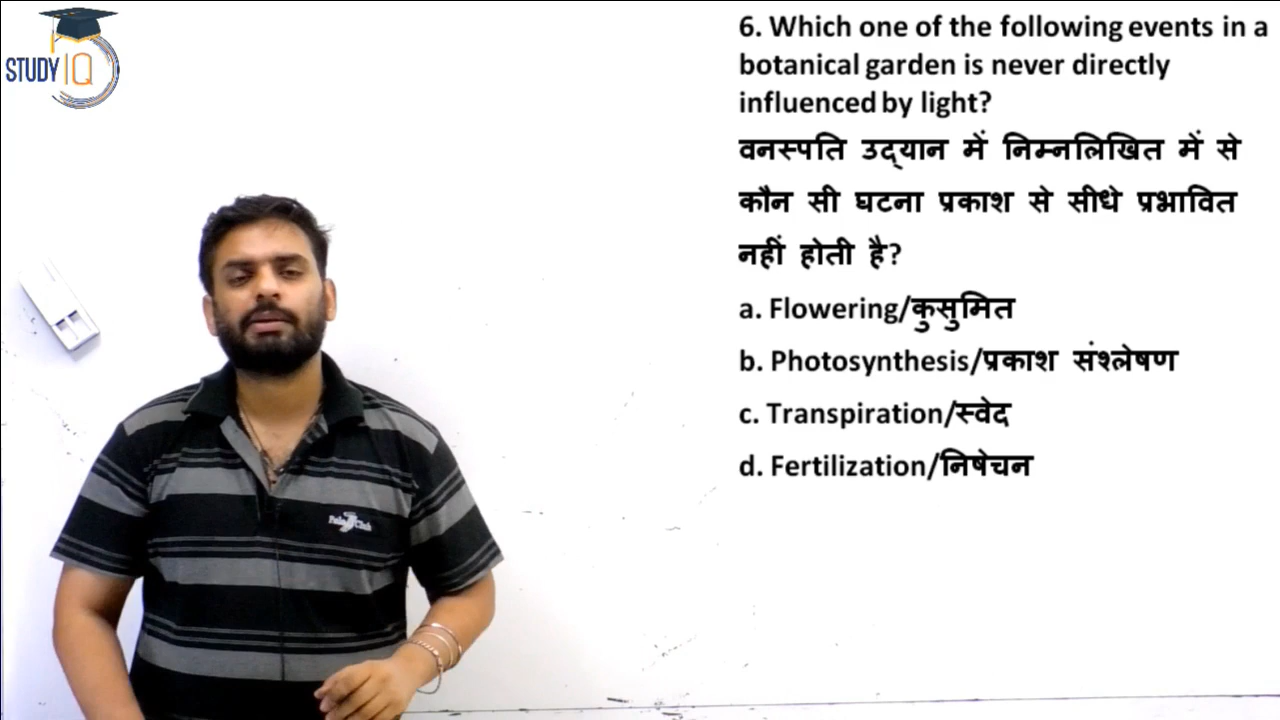 STUDY IQ
6. Which one of the following events in a
botanical garden is never directly
influenced by light?
वनस्पति उद्यान में निम्नलिखित में से
कौन सी घटना प्रकाश से सीधे प्रभावित
नहीं होती है?
a. Flowering/कुसुमित
b. Photosynthesis/प्रकाश संश्लेषण
c. Transpiration/स्वेद
d. Fertilization/निषेचन